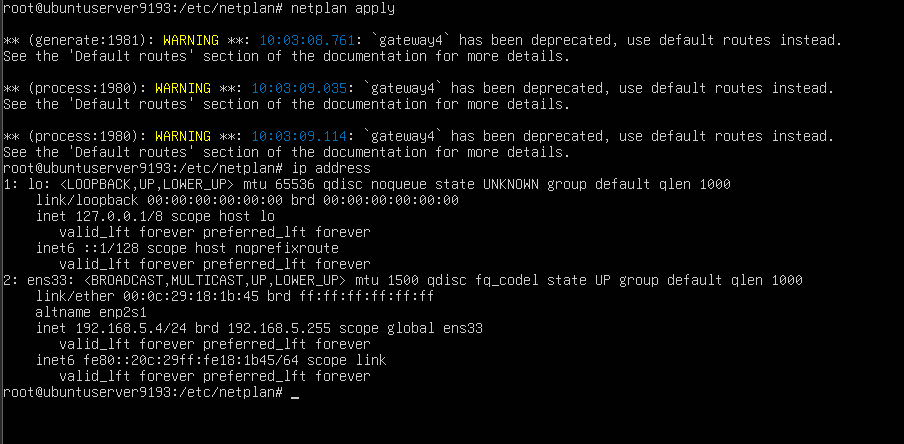 root@ubuntuserver9193:/etc/netplan# netplan apply
** (generate:1981): WARNING **: 10:03:08.761: `gateway4` has been deprecated, use default routes instead.
See the 'Default routes' section of the documentation for more details.
** (process:1980): WARNING **: 10:03:09.035: `gateway4` has been deprecated, use default routes instead.
See the 'Default routes' section of the documentation for more details.
** (process:1980): WARNING **: 10:03:09.114: `gateway4` has been deprecated, use default routes instead.
See the 'Default routes' section of the documentation for more details.
root@ubuntuserver9193:/etc/netplan# ip address
1: lo: <LOOPBACK,UP,LOWER_UP> mtu 65536 qdisc noqueue state UNKNOWN group default qlen 1000
    link/loopback 00:00:00:00:00:00 brd 00:00:00:00:00:00
    inet 127.0.0.1/8 scope host lo
       valid_lft forever preferred_lft forever
    inet6 ::1/128 scope host noprefixroute
       valid_lft forever preferred_lft forever
2: ens33: <BROADCAST,MULTICAST,UP,LOWER_UP> mtu 1500 qdisc fq_codel state UP group default qlen 1000
    link/ether 00:0c:29:18:1b:45 brd ff:ff:ff:ff:ff:ff
    altname enp2s1
    inet 192.168.5.4/24 brd 192.168.5.255 scope global ens33
       valid_lft forever preferred_lft forever
    inet6 fe80::20c:29ff:fe18:1b45/64 scope link
       valid_lft forever preferred_lft forever
root@ubuntuserver9193:/etc/netplan# _